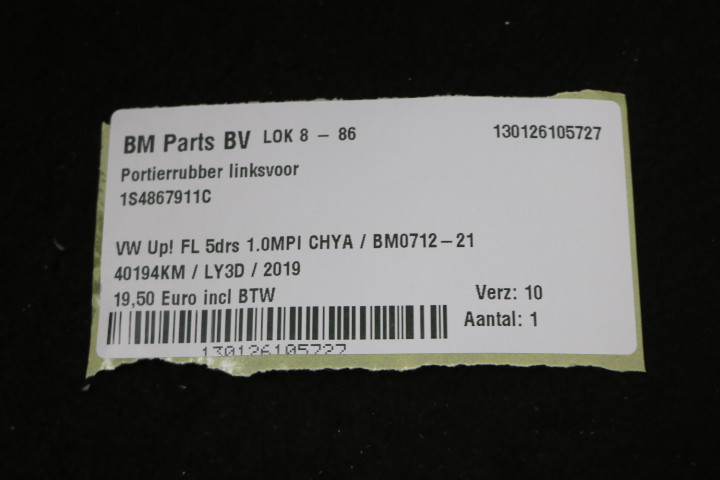 BM Parts BV LOK 8 - 86 130126105727
Portierrubber linksvoor
1S4867911C
VW Up! FL 5drs 1.0MPI CHYA / BM0712-21
40194KM / LY3D / 2019
19,50 Euro incl BTW Verz: 10
Aantal: 1
130126105727